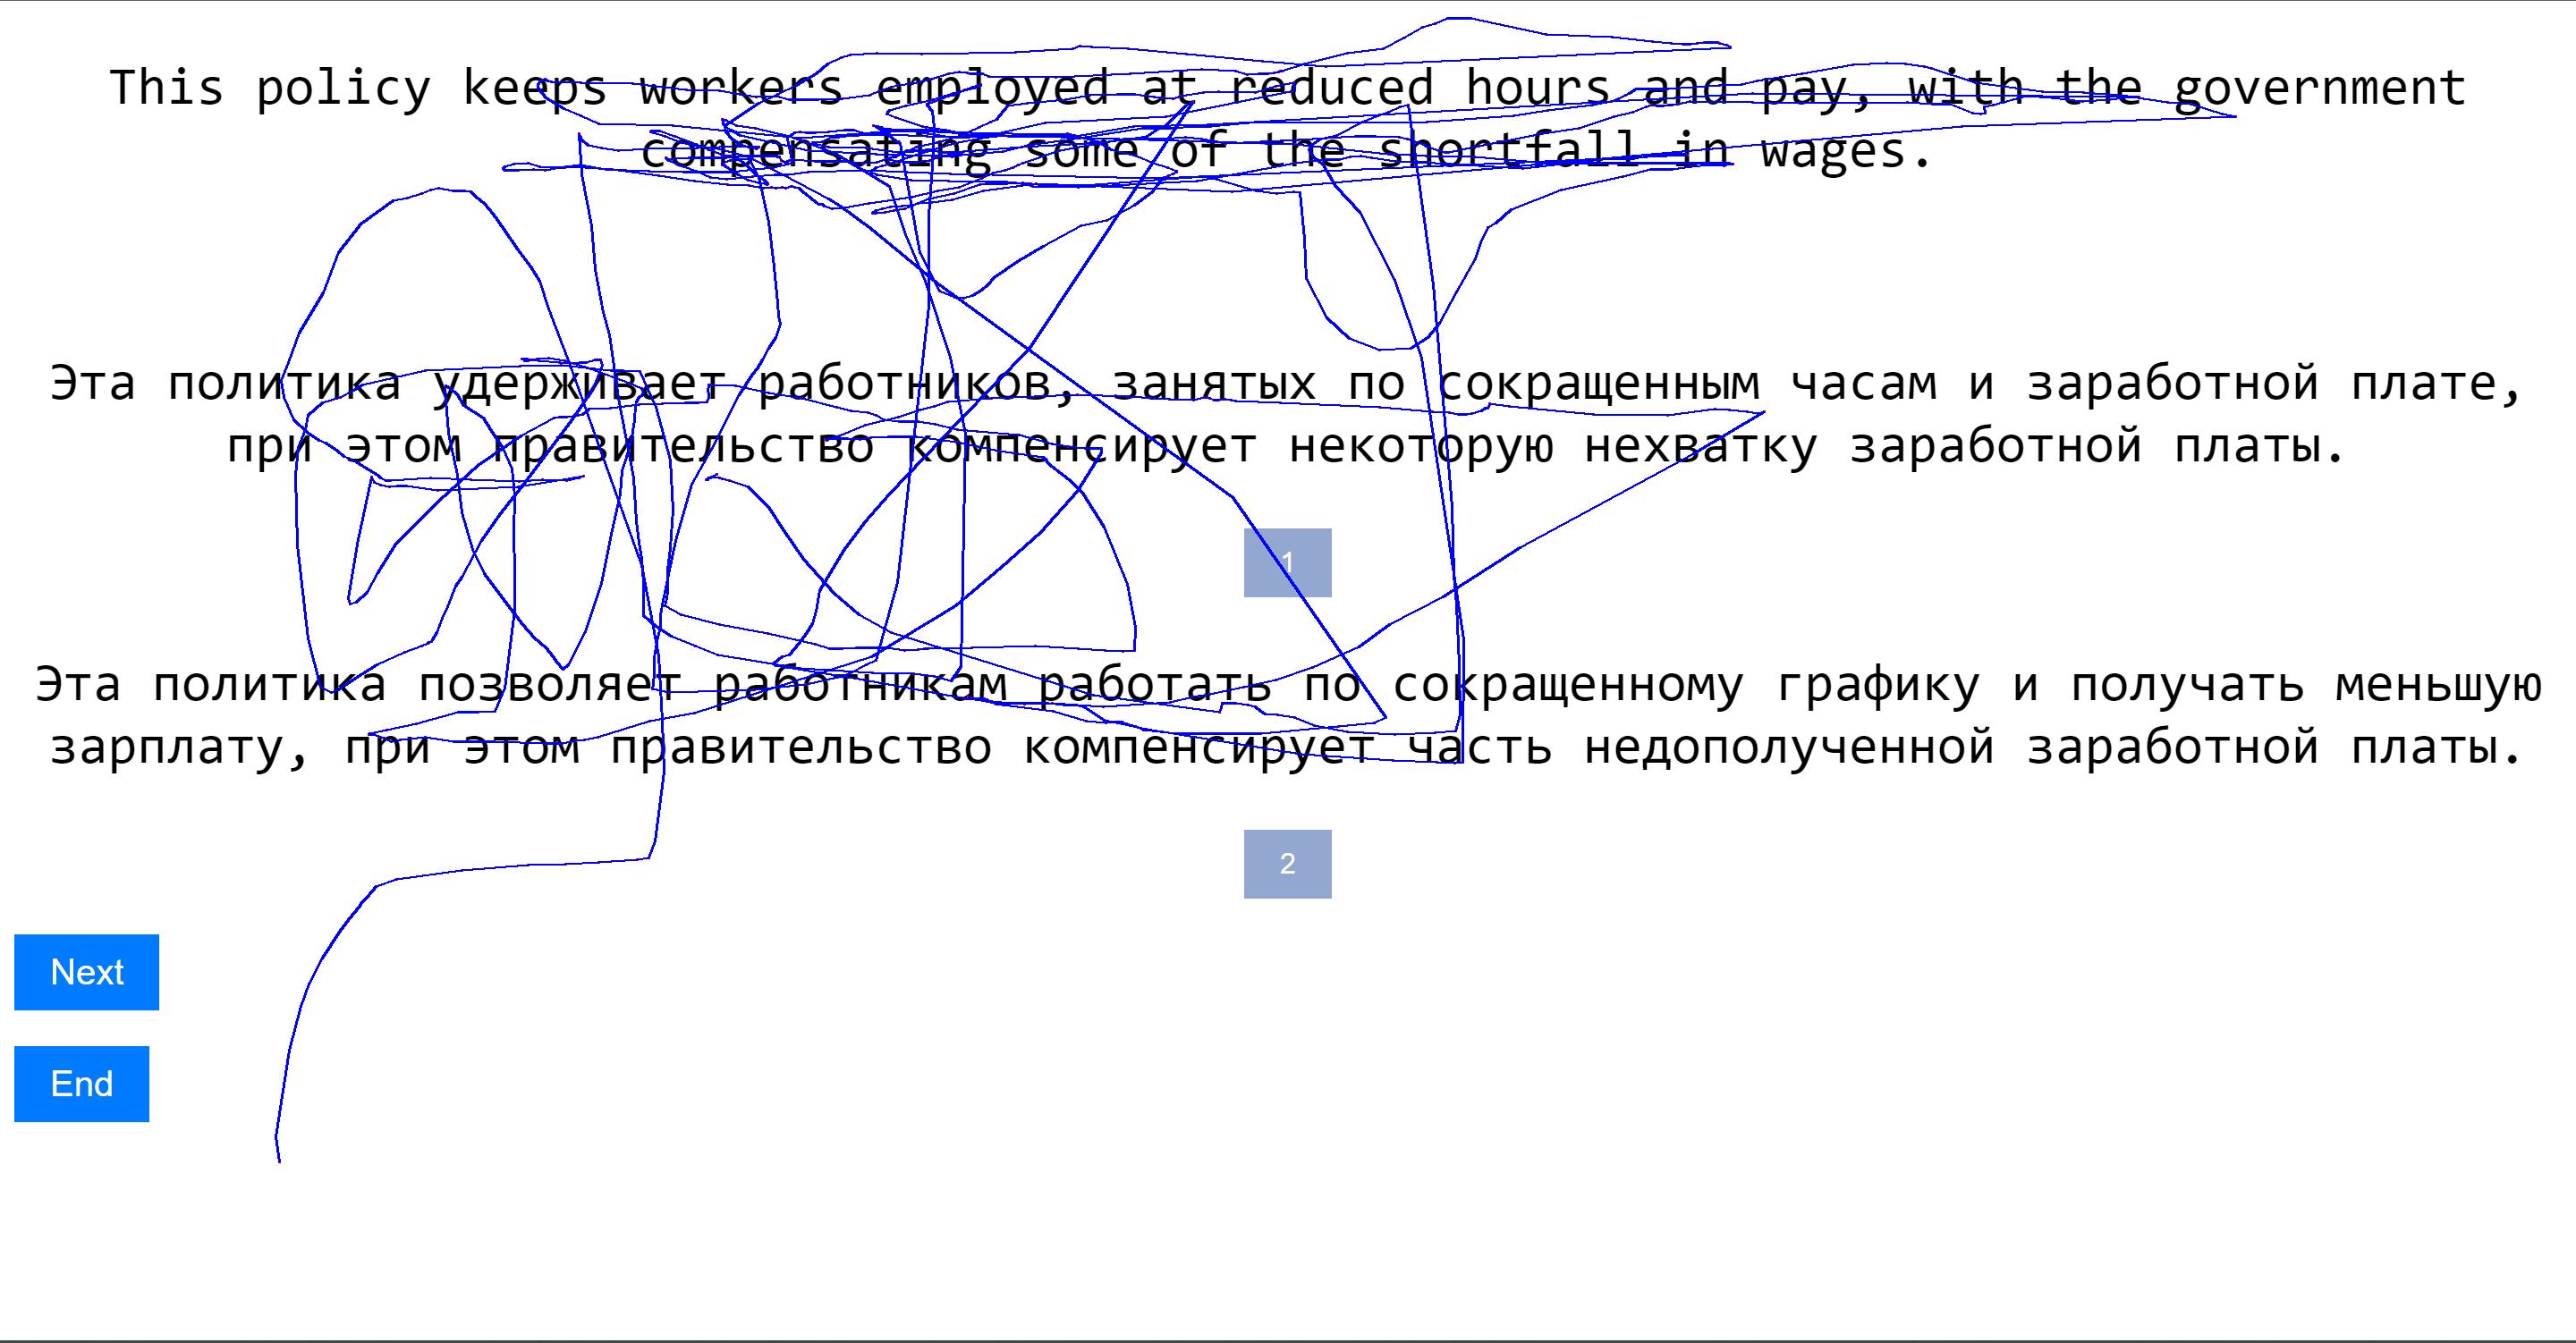 This policy keeps workers employed at reduced hours and pay, with the government
compensating some of the shortfall in wages.
Эта политика удерживает работников, занятых по сокращенным часам и заработной плате,
при этом правительство компенсирует некоторую нехватку заработной платы.
1
Эта политика позволяет работникам работать по сокращенному графику и получать меньшую
зарплату, при этом правительство компенсирует часть недополученной заработной платы.
2
Next
End